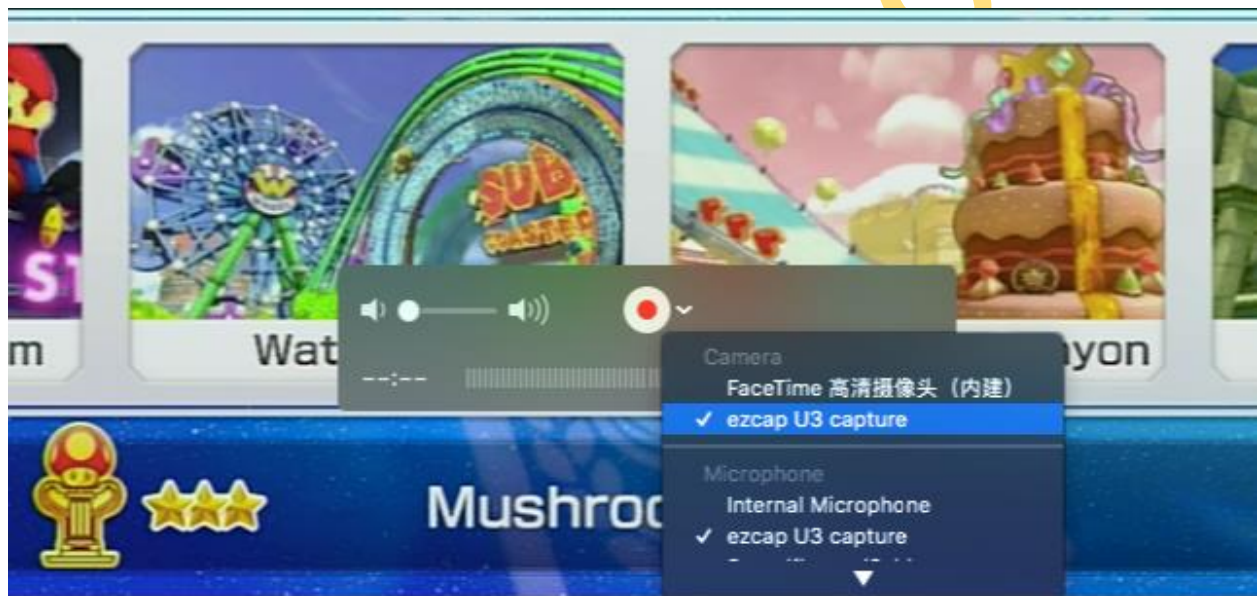 SUB
ST
m
Wat
yon
--:--
Camera
FaceTime 高清摄像头（内建）
✓ ezcap U3 capture
Microphone
Internal Microphone
✓ ezcap U3 capture
Mushroo